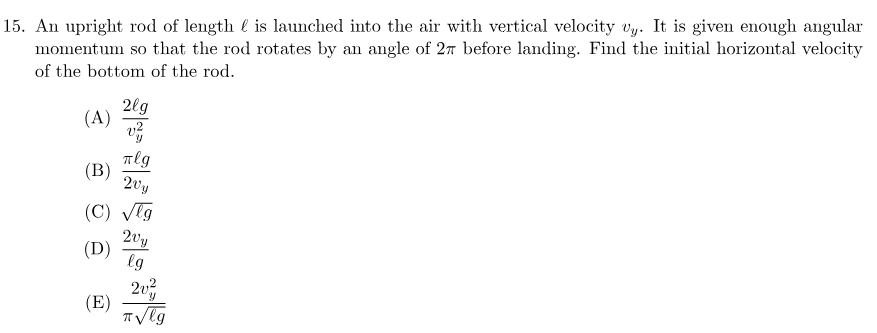 15. An upright rod of length ℓ is launched into the air with vertical velocity $v_y$. It is given enough angular
momentum so that the rod rotates by an angle of $2\pi$ before landing. Find the initial horizontal velocity
of the bottom of the rod.
(A) $\frac{2\ell g}{v_y^2}$
(B) $\frac{\pi \ell g}{2v_y}$
(C) $\sqrt{\ell g}$
(D) $\frac{2v_y}{\ell g}$
(E) $\frac{2v_y^2}{\pi\sqrt{\ell g}}$